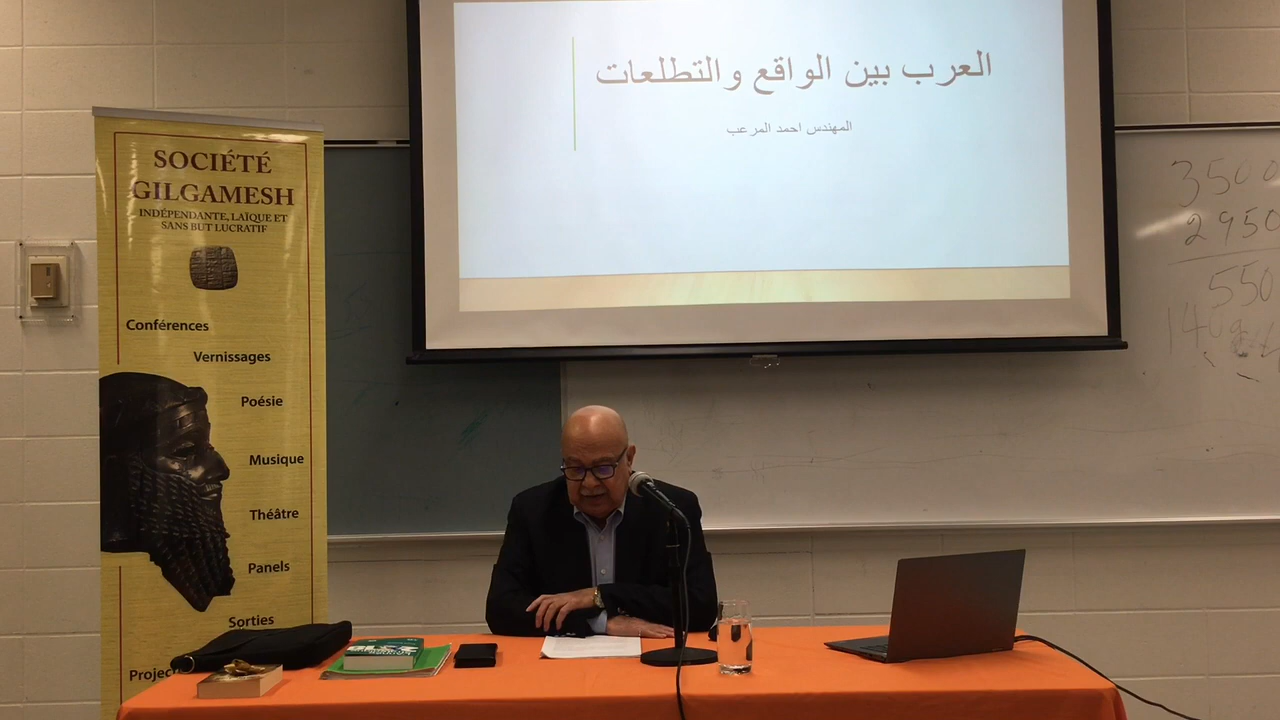 العرب بين الواقع والتطلعات
المهندس احمد المرعب
SOCIÉTÉ
GILGAMESH
INDÉPENDANTE, LAÏQUE ET
SANS BUT LUCRATIF
Conférences
Vernissages
Poésie
Musique
Théâtre
Panels
Sorties
3500
2950
550